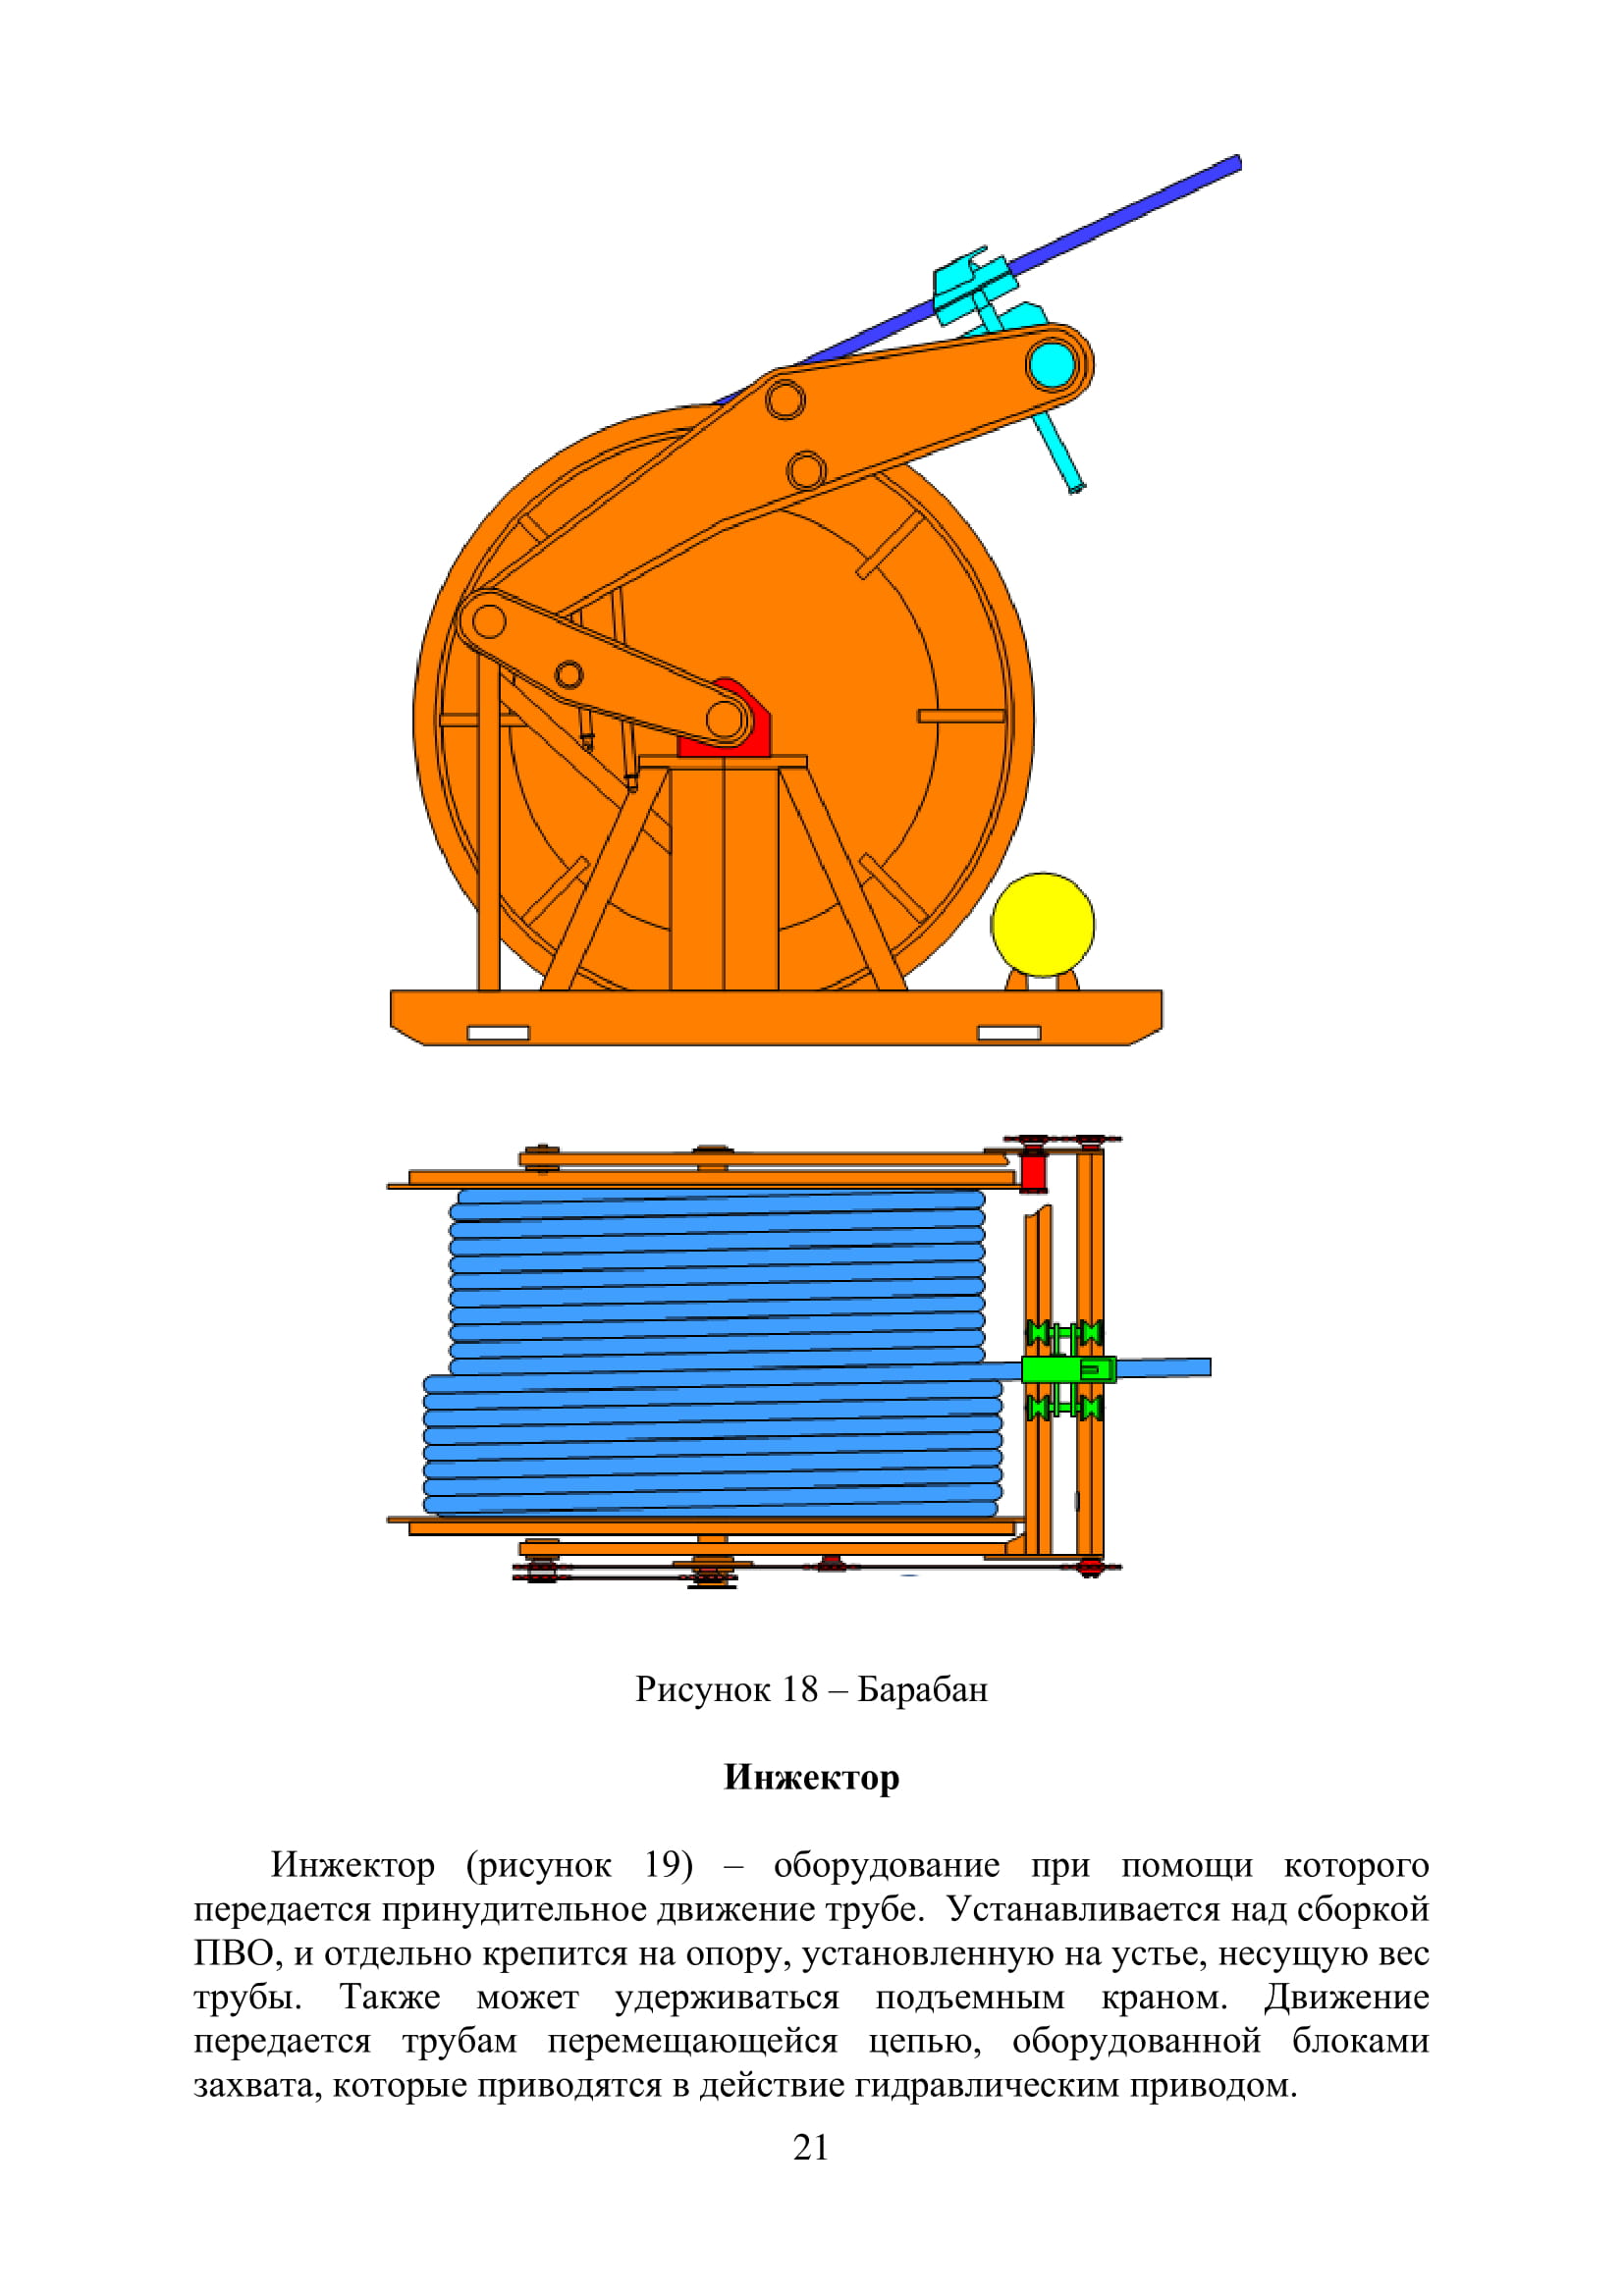 Рисунок 18 – Барабан
Инжектор
Инжектор (рисунок 19) – оборудование при помощи которого
передается принудительное движение трубе. Устанавливается над сборкой
ПВО, и отдельно крепится на опору, установленную на устье, несущую вес
трубы. Также может удерживаться подъемным краном. Движение
передается трубам перемещающейся цепью, оборудованной блоками
захвата, которые приводятся в действие гидравлическим приводом.
21